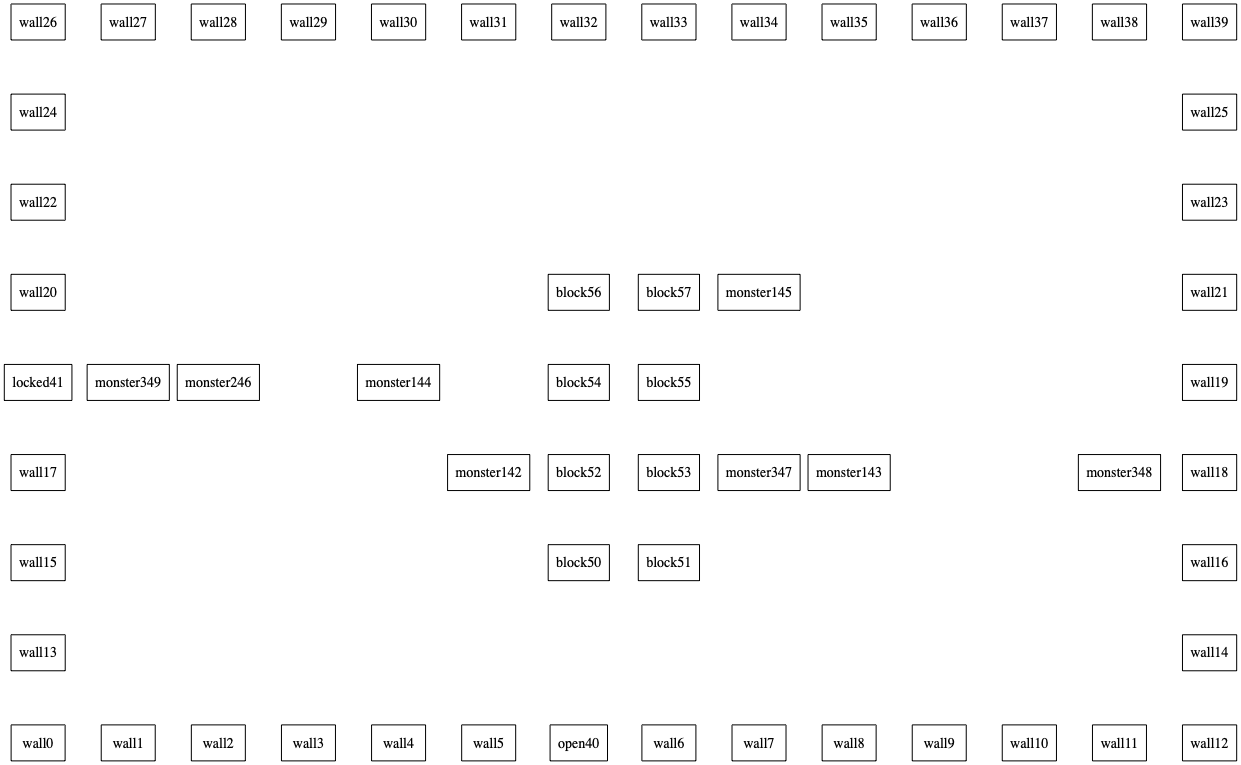 wall26 wall27 wall28 wall29 wall30 wall31 wall32 wall33 wall34 wall35 wall36 wall37 wall38 wall39
wall24 wall25
wall22 wall23
wall20 block56 block57 monster145 wall21
locked41 monster349 monster246 monster144 block54 block55 wall19
wall17 monster142 block52 block53 monster347 monster143 monster348 wall18
wall15 block50 block51 wall16
wall13 wall14
wall0 wall1 wall2 wall3 wall4 wall5 open40 wall6 wall7 wall8 wall9 wall10 wall11 wall12